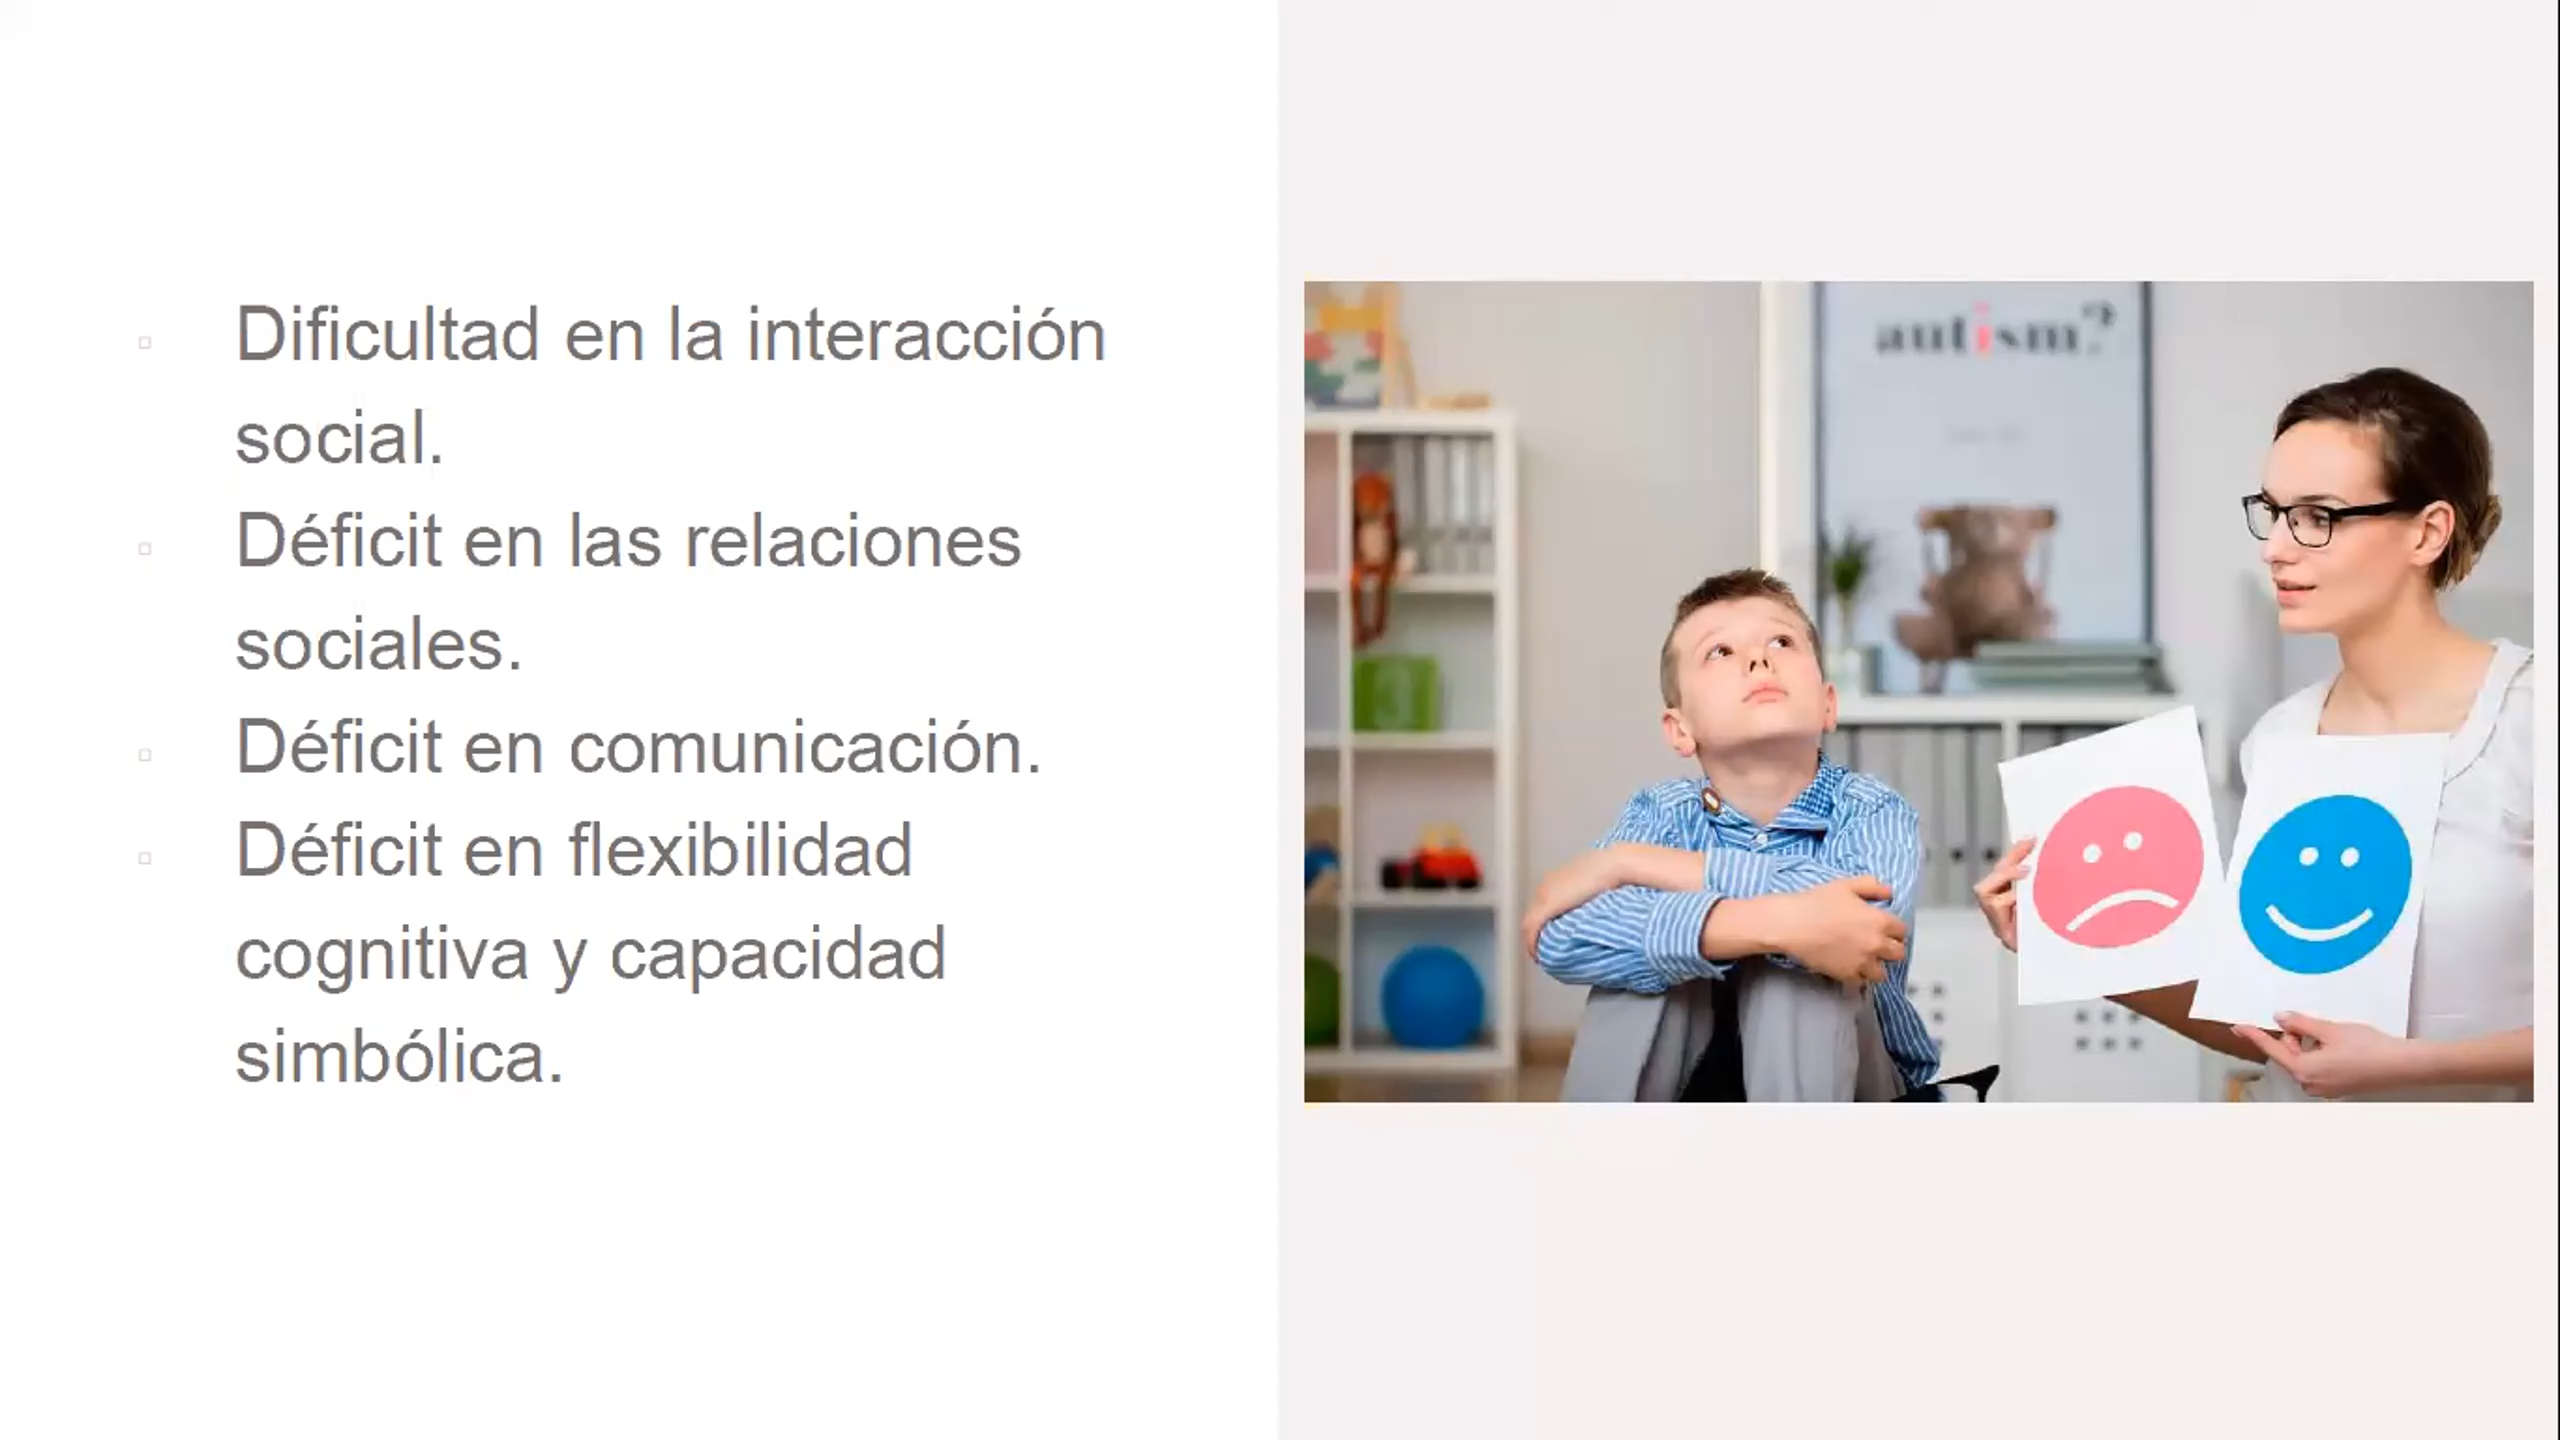 Dificultad en la interacción
social.
Déficit en las relaciones
sociales.
Déficit en comunicación.
Déficit en flexibilidad
cognitiva y capacidad
simbólica.
autism?